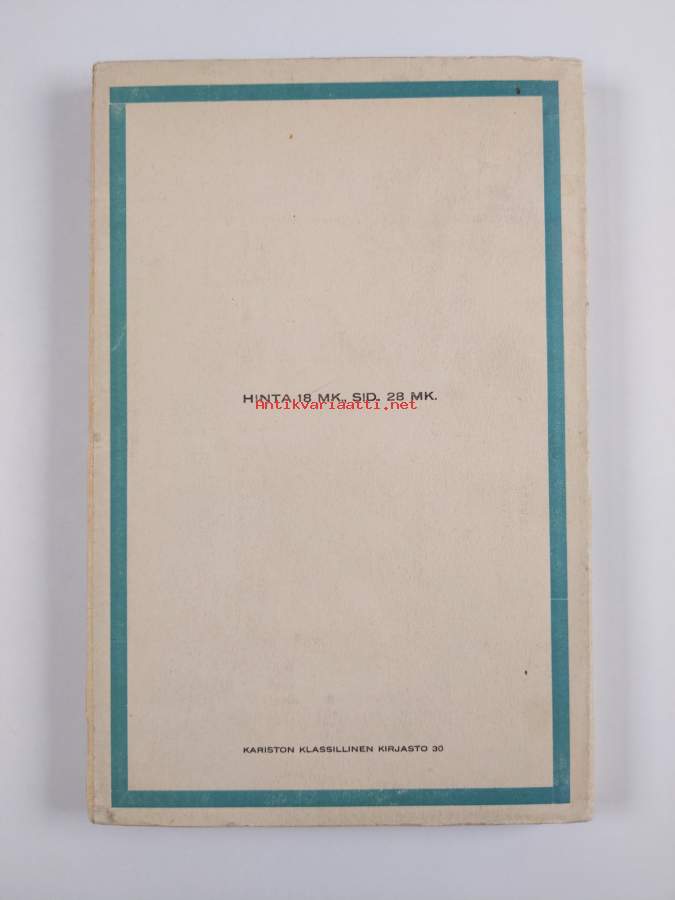 HINTA 18 MK., SID. 28 MK.
Antikvariaatti.net
KARISTON KLASSILLINEN KIRJASTO 30